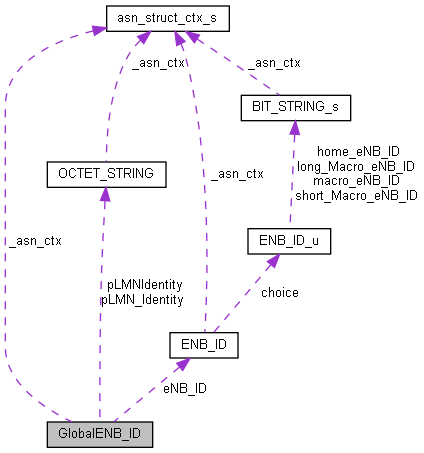 asn_struct_ctx_s
_asn_ctx
_asn_ctx
BIT_STRING_s
home_eNB_ID
long_Macro_eNB_ID
macro_eNB_ID
short_Macro_eNB_ID
OCTET_STRING
_asn_ctx
_asn_ctx
ENB_ID_u
pLMNIdentity
pLMN_Identity
choice
ENB_ID
eNB_ID
GlobalENB_ID